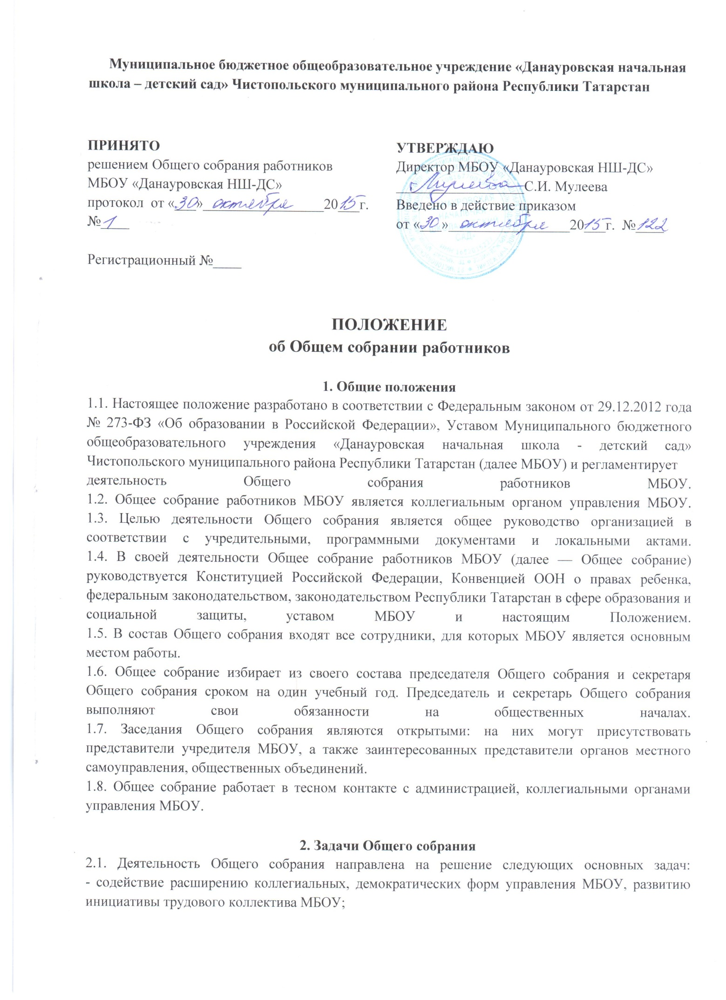 Муниципальное бюджетное общеобразовательное учреждение «Данауровская начальная
школа – детский сад» Чистопольского муниципального района Республики Татарстан
ПРИНЯТО
решением Общего собрания работников
МБОУ «Данауровская НШ-ДС»
протокол от «30» октября 2015 г.
№ 1
Регистрационный №____
УТВЕРЖДАЮ
Директор МБОУ «Данауровская НШ-ДС»
Мулеева С.И. Мулеева
Введено в действие приказом
от «30» октября 2015 г. № 122
ПОЛОЖЕНИЕ
об Общем собрании работников
1. Общие положения
1.1. Настоящее положение разработано в соответствии с Федеральным законом от 29.12.2012 года
№ 273-ФЗ «Об образовании в Российской Федерации», Уставом Муниципального бюджетного
общеобразовательного учреждения «Данауровская начальная школа - детский сад»
Чистопольского муниципального района Республики Татарстан (далее МБОУ) и регламентирует
деятельность Общего собрания работников МБОУ.
1.2. Общее собрание работников МБОУ является коллегиальным органом управления МБОУ.
1.3. Целью деятельности Общего собрания является общее руководство организацией в
соответствии с учредительными, программными документами и локальными актами.
1.4. В своей деятельности Общее собрание работников МБОУ (далее — Общее собрание)
руководствуется Конституцией Российской Федерации, Конвенцией ООН о правах ребенка,
федеральным законодательством, законодательством Республики Татарстан в сфере образования и
социальной защиты, уставом МБОУ и настоящим Положением.
1.5. В состав Общего собрания входят все сотрудники, для которых МБОУ является основным
местом работы.
1.6. Общее собрание избирает из своего состава председателя Общего собрания и секретаря
Общего собрания сроком на один учебный год. Председатель и секретарь Общего собрания
выполняют свои обязанности на общественных началах.
1.7. Заседания Общего собрания являются открытыми: на них могут присутствовать
представители учредителя МБОУ, а также заинтересованных представители органов местного
самоуправления, общественных объединений.
1.8. Общее собрание работает в тесном контакте с администрацией, коллегиальными органами
управления МБОУ.
2. Задачи Общего собрания
2.1. Деятельность Общего собрания направлена на решение следующих основных задач:
- содействие расширению коллегиальных, демократических форм управления МБОУ, развитию
инициативы трудового коллектива МБОУ;